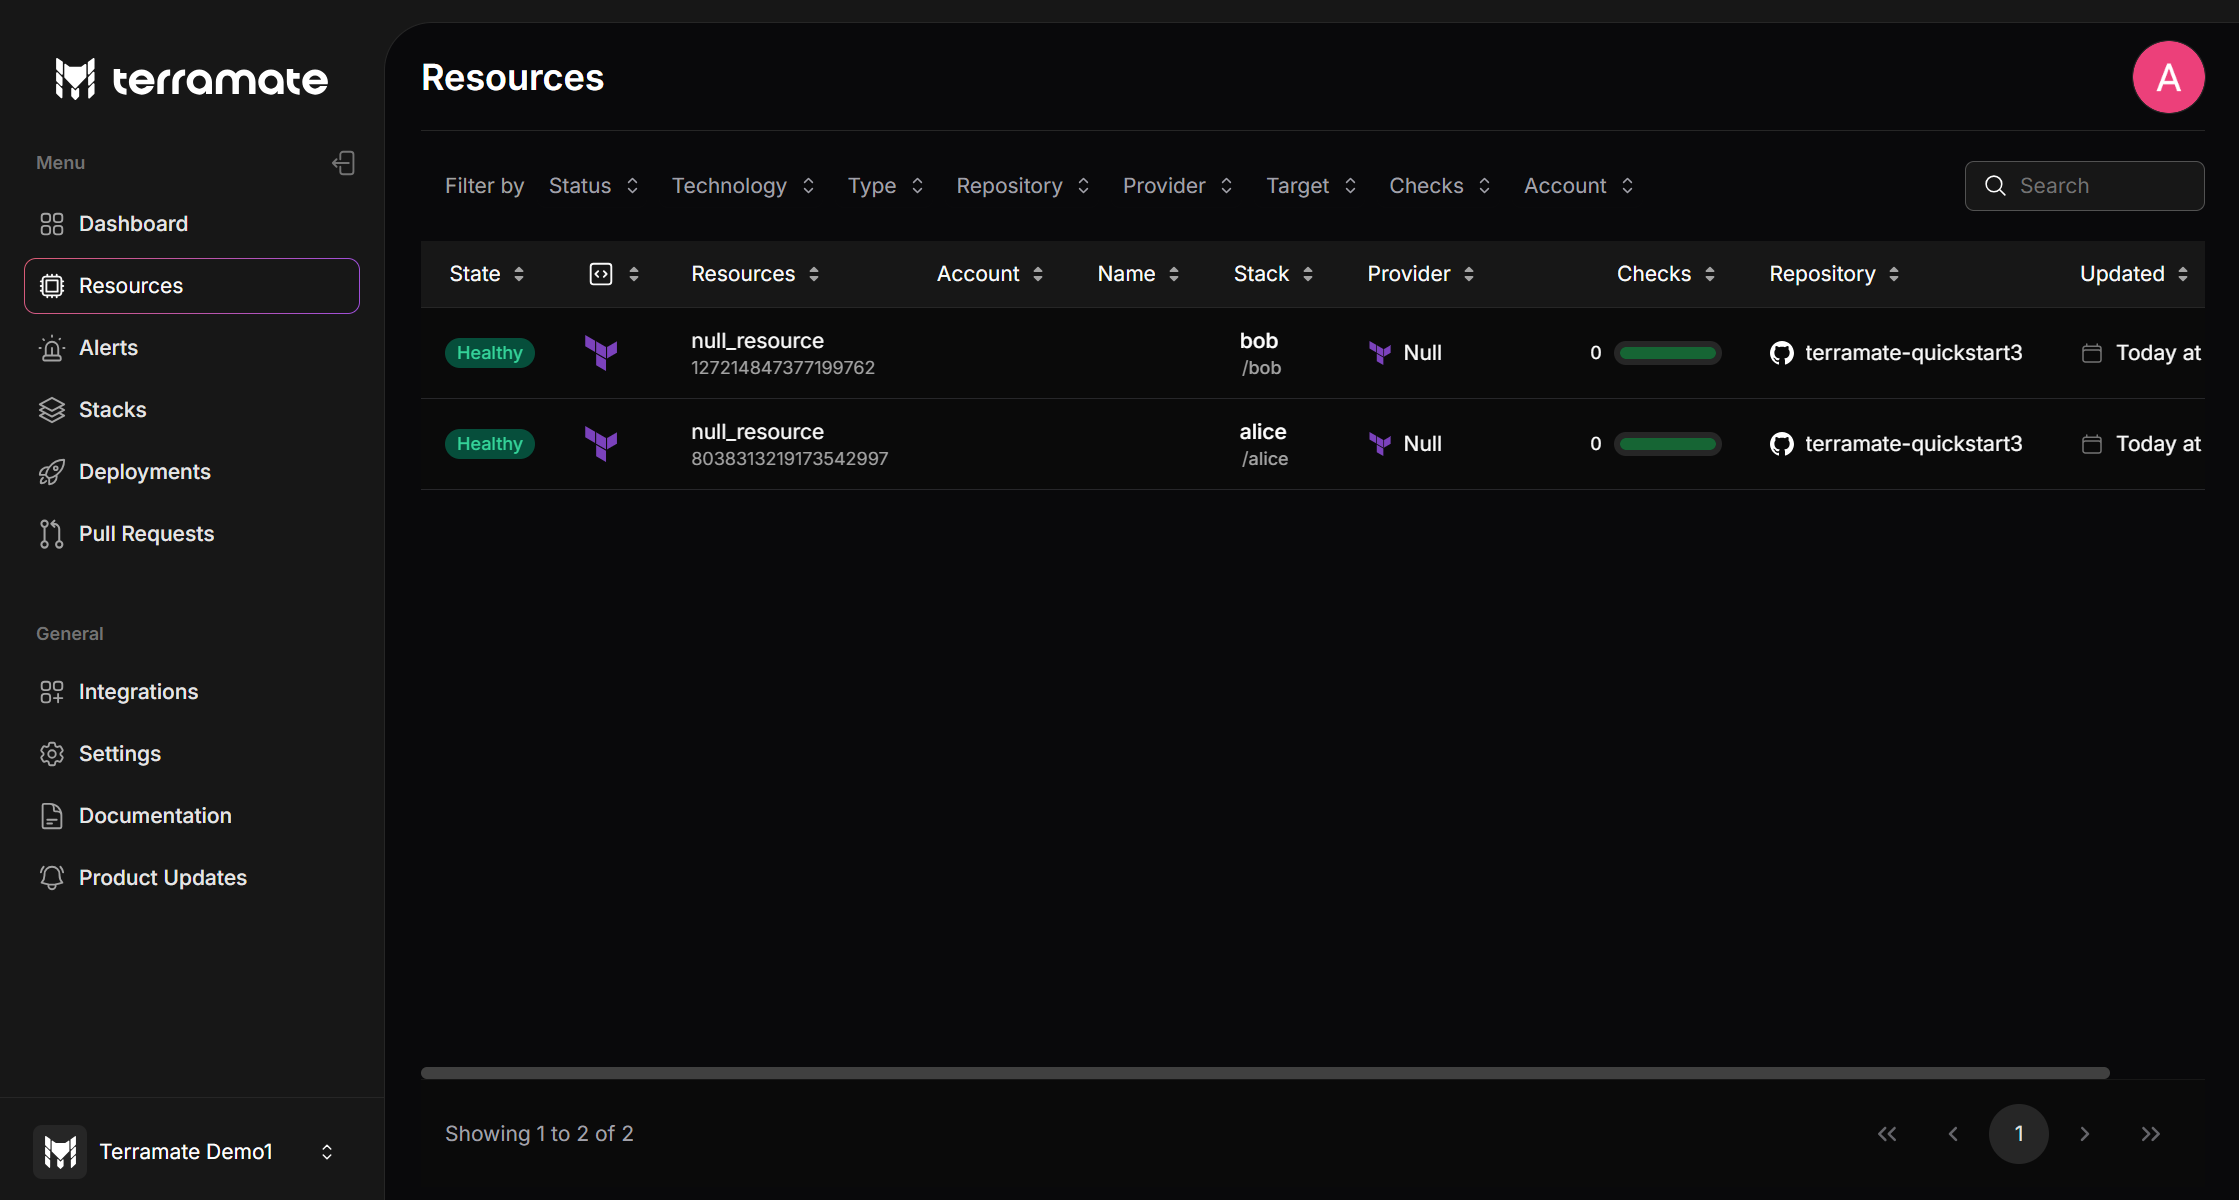 terramate
Menu
Dashboard
Resources
Alerts
Stacks
Deployments
Pull Requests
General
Integrations
Settings
Documentation
Product Updates
Terramate Demo1
Resources
A
Filter by Status Technology Type Repository Provider Target Checks Account Search
State Resources Account Name Stack Provider Checks Repository Updated
Healthy null_resource bob Null 0 terramate-quickstart3 Today at
127214847377199762 /bob
Healthy null_resource alice Null 0 terramate-quickstart3 Today at
8038313219173542997 /alice
Showing 1 to 2 of 2
1